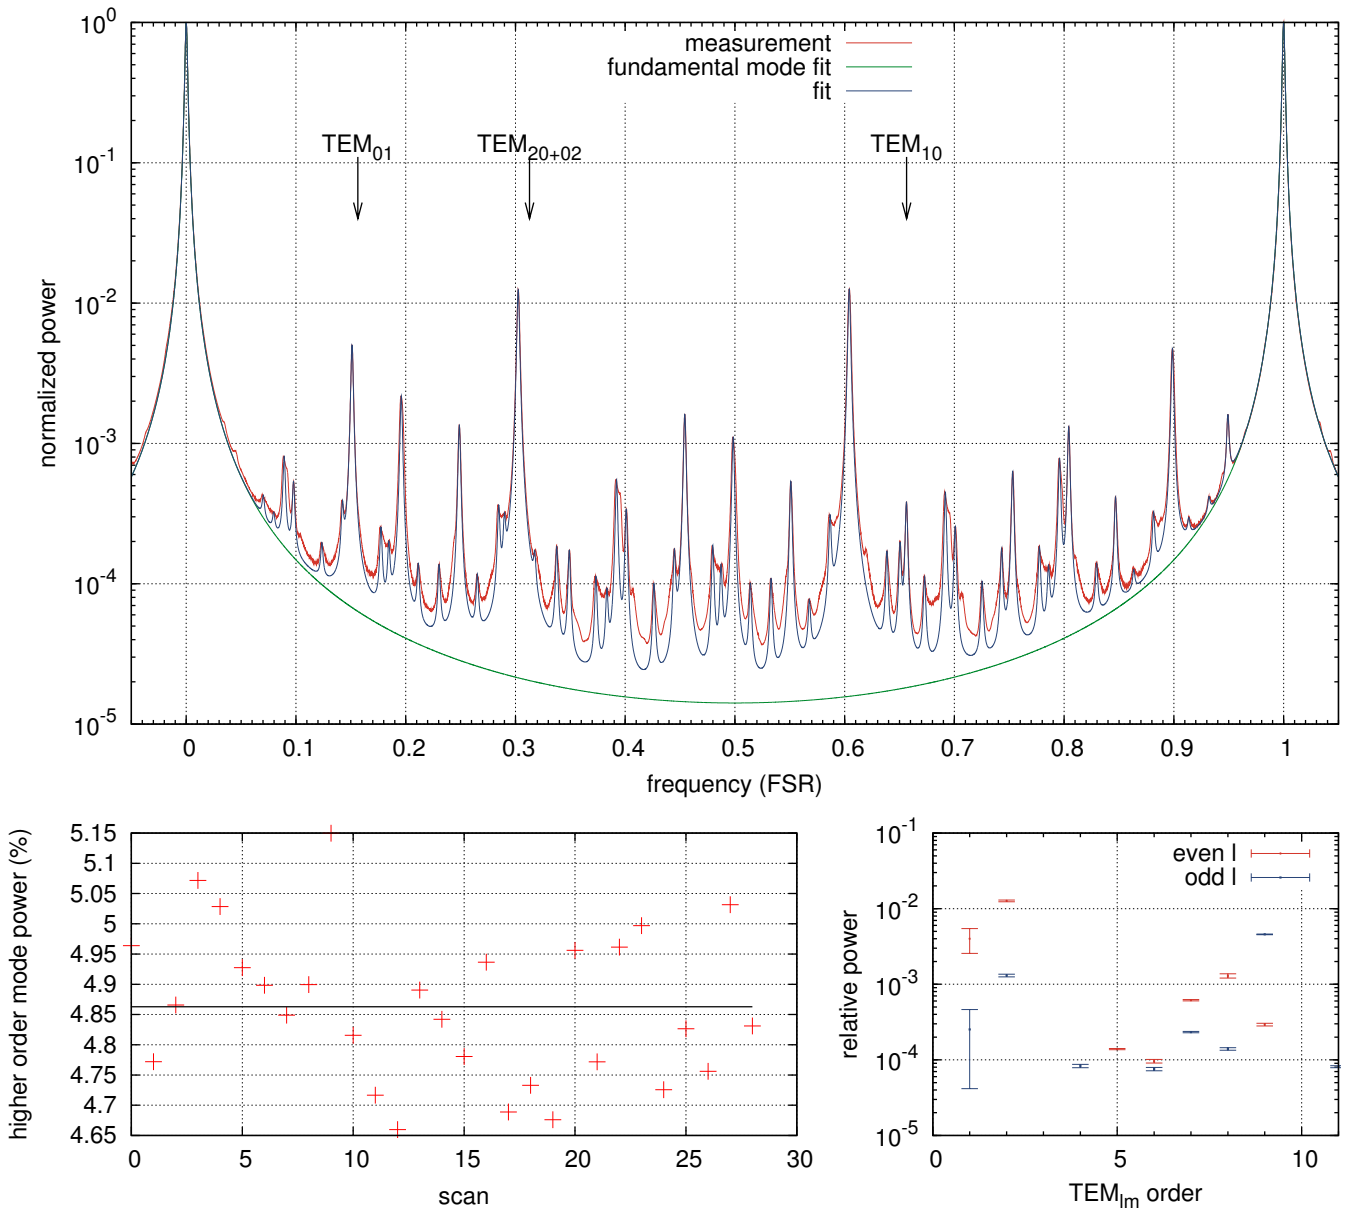 measurement
fundamental mode fit
fit
TEM01
TEM20+02
TEM10
normalized power
10^0
10^-1
10^-2
10^-3
10^-4
10^-5
0 0.1 0.2 0.3 0.4 0.5 0.6 0.7 0.8 0.9 1
frequency (FSR)
higher order mode power (%)
5.15
5.1
5.05
5
4.95
4.9
4.85
4.8
4.75
4.7
4.65
0 5 10 15 20 25 30
scan
even l
odd l
relative power
10^-1
10^-2
10^-3
10^-4
10^-5
0 5 10
TEMlm order